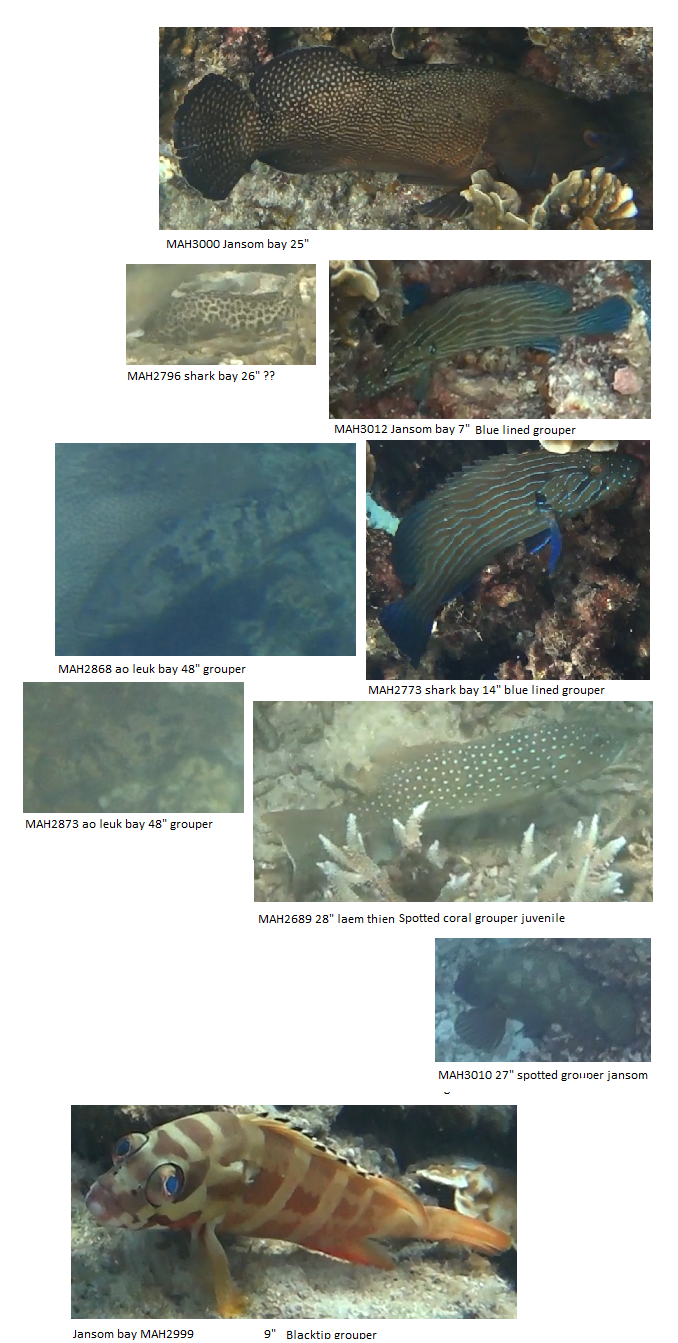 MAH3000 Jansom bay 25"
MAH2796 shark bay 26" ??
MAH3012 Jansom bay 7" Blue lined grouper
MAH2868 ao leuk bay 48" grouper
MAH2773 shark bay 14" blue lined grouper
MAH2873 ao leuk bay 48" grouper
MAH2689 28" laem thien Spotted coral grouper juvenile
MAH3010 27" spotted grouper jansom
Jansom bay MAH2999 9" Blacktip grouper